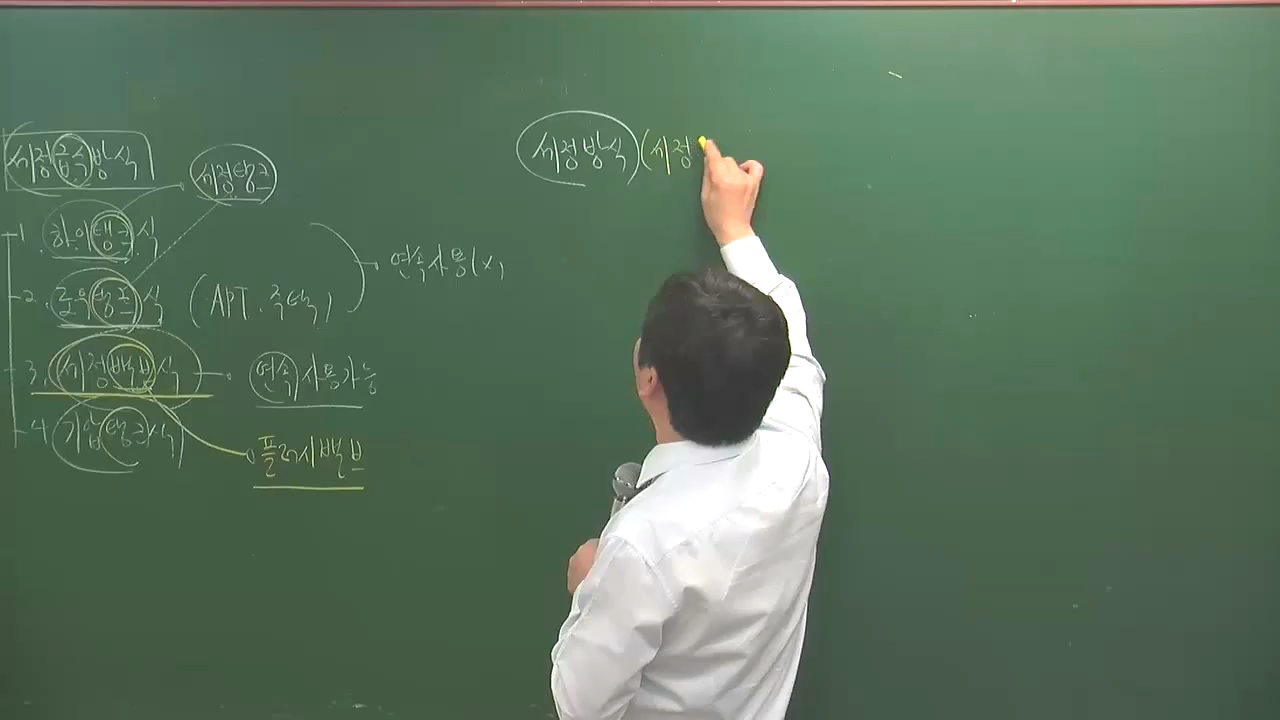 세정급수방식
세정탱크
1. 하이탱크식
2. 로우탱크식 (APT. 주택)
연속사용(X)
3. 세정밸브식
연속사용가능
4. 기압탱크식
플러시밸브
세정방식(세정